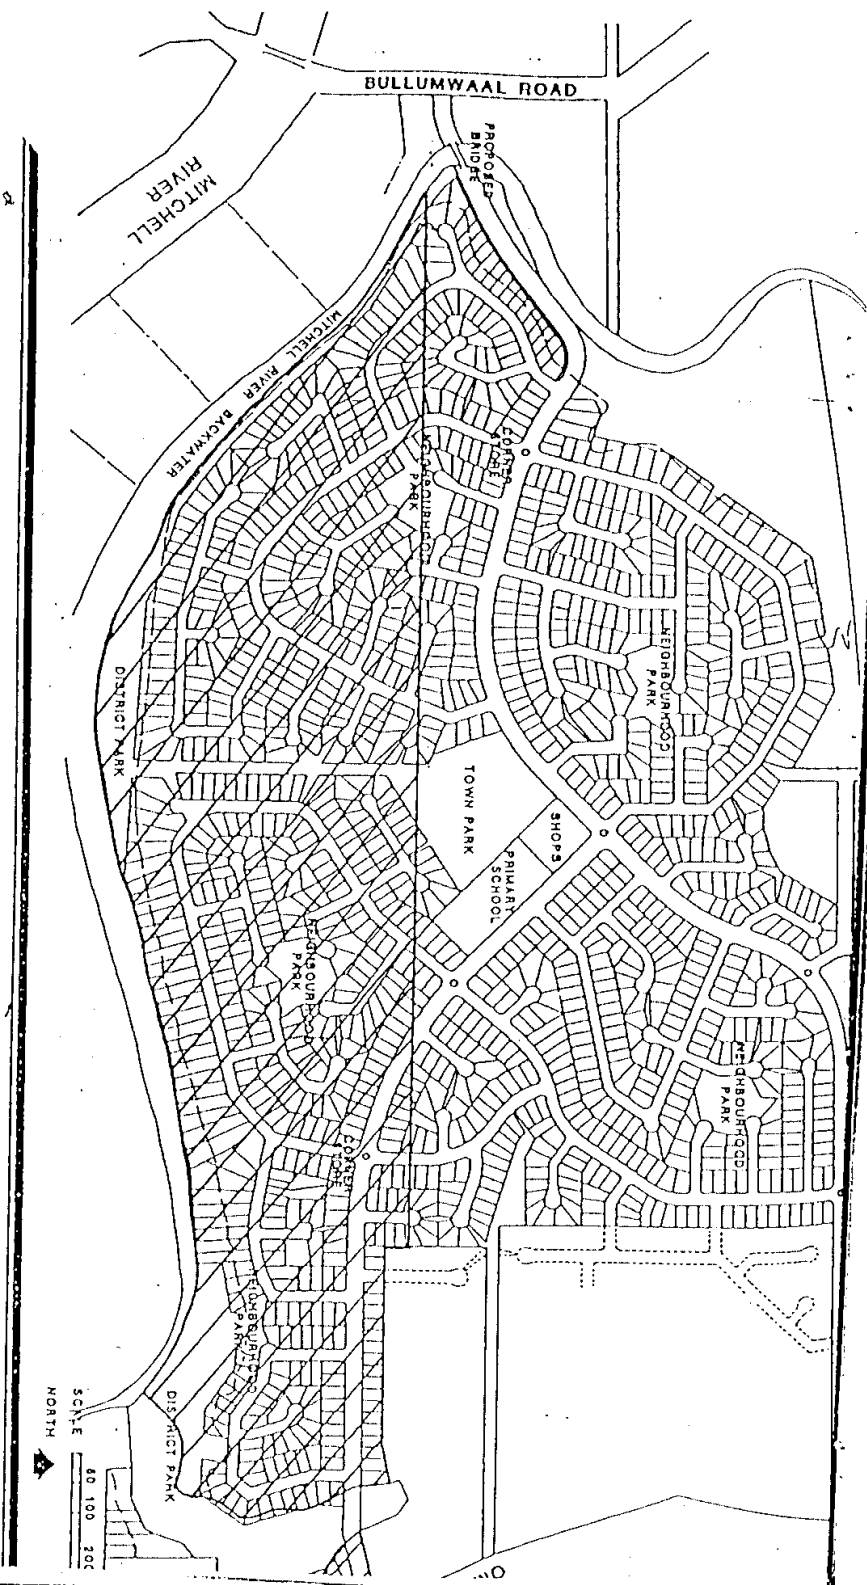 BULLUMWAAL ROAD
PROPOSED
BRIDGE
MITCHELL
RIVER
MITCHELL RIVER BACKWATER
CORNER
STORE
NEIGHBOURHOOD
PARK
NEIGHBOURHOOD
PARK
DISTRICT PARK
TOWN PARK
SHOPS
PRIMARY
SCHOOL
NEIGHBOURHOOD
PARK
NEIGHBOURHOOD
PARK
CORNER
STORE
NEIGHBOURHOOD
PARK
DISTRICT PARK
SCALE
NORTH
100